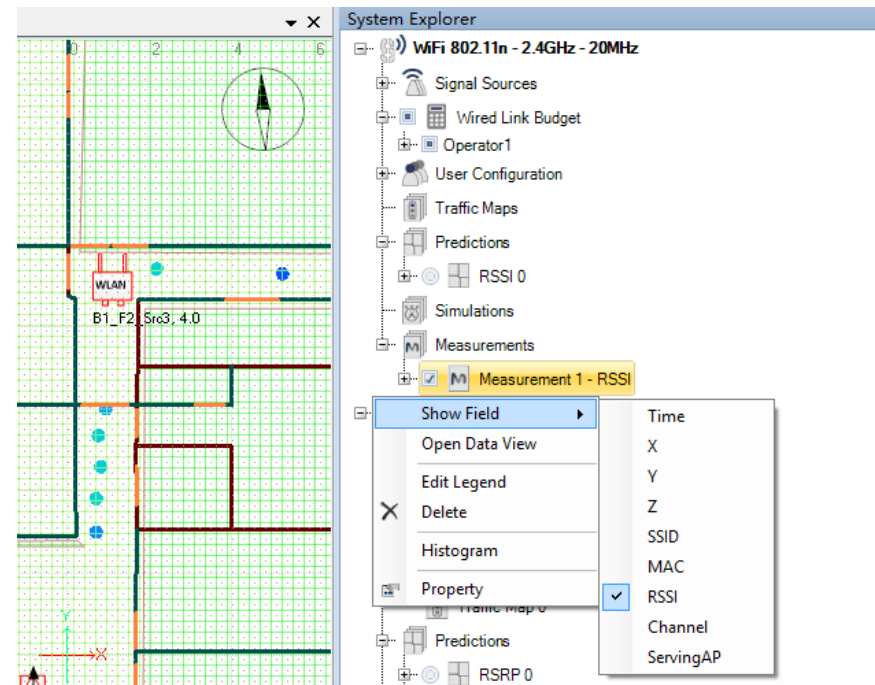 System Explorer
0 2 4 6
WiFi 802.11n - 2.4GHz - 20MHz
Signal Sources
Wired Link Budget
Operator1
User Configuration
Traffic Maps
Predictions
RSSI 0
WLAN
B1_F2_Src3, 4.0
Simulations
Measurements
Measurement 1 - RSSI
Show Field
Open Data View
Edit Legend
Delete
Histogram
Property
Time
X
Y
Z
SSID
MAC
RSSI
Channel
ServingAP
Traffic Map 0
Predictions
RSRP 0
Y
X